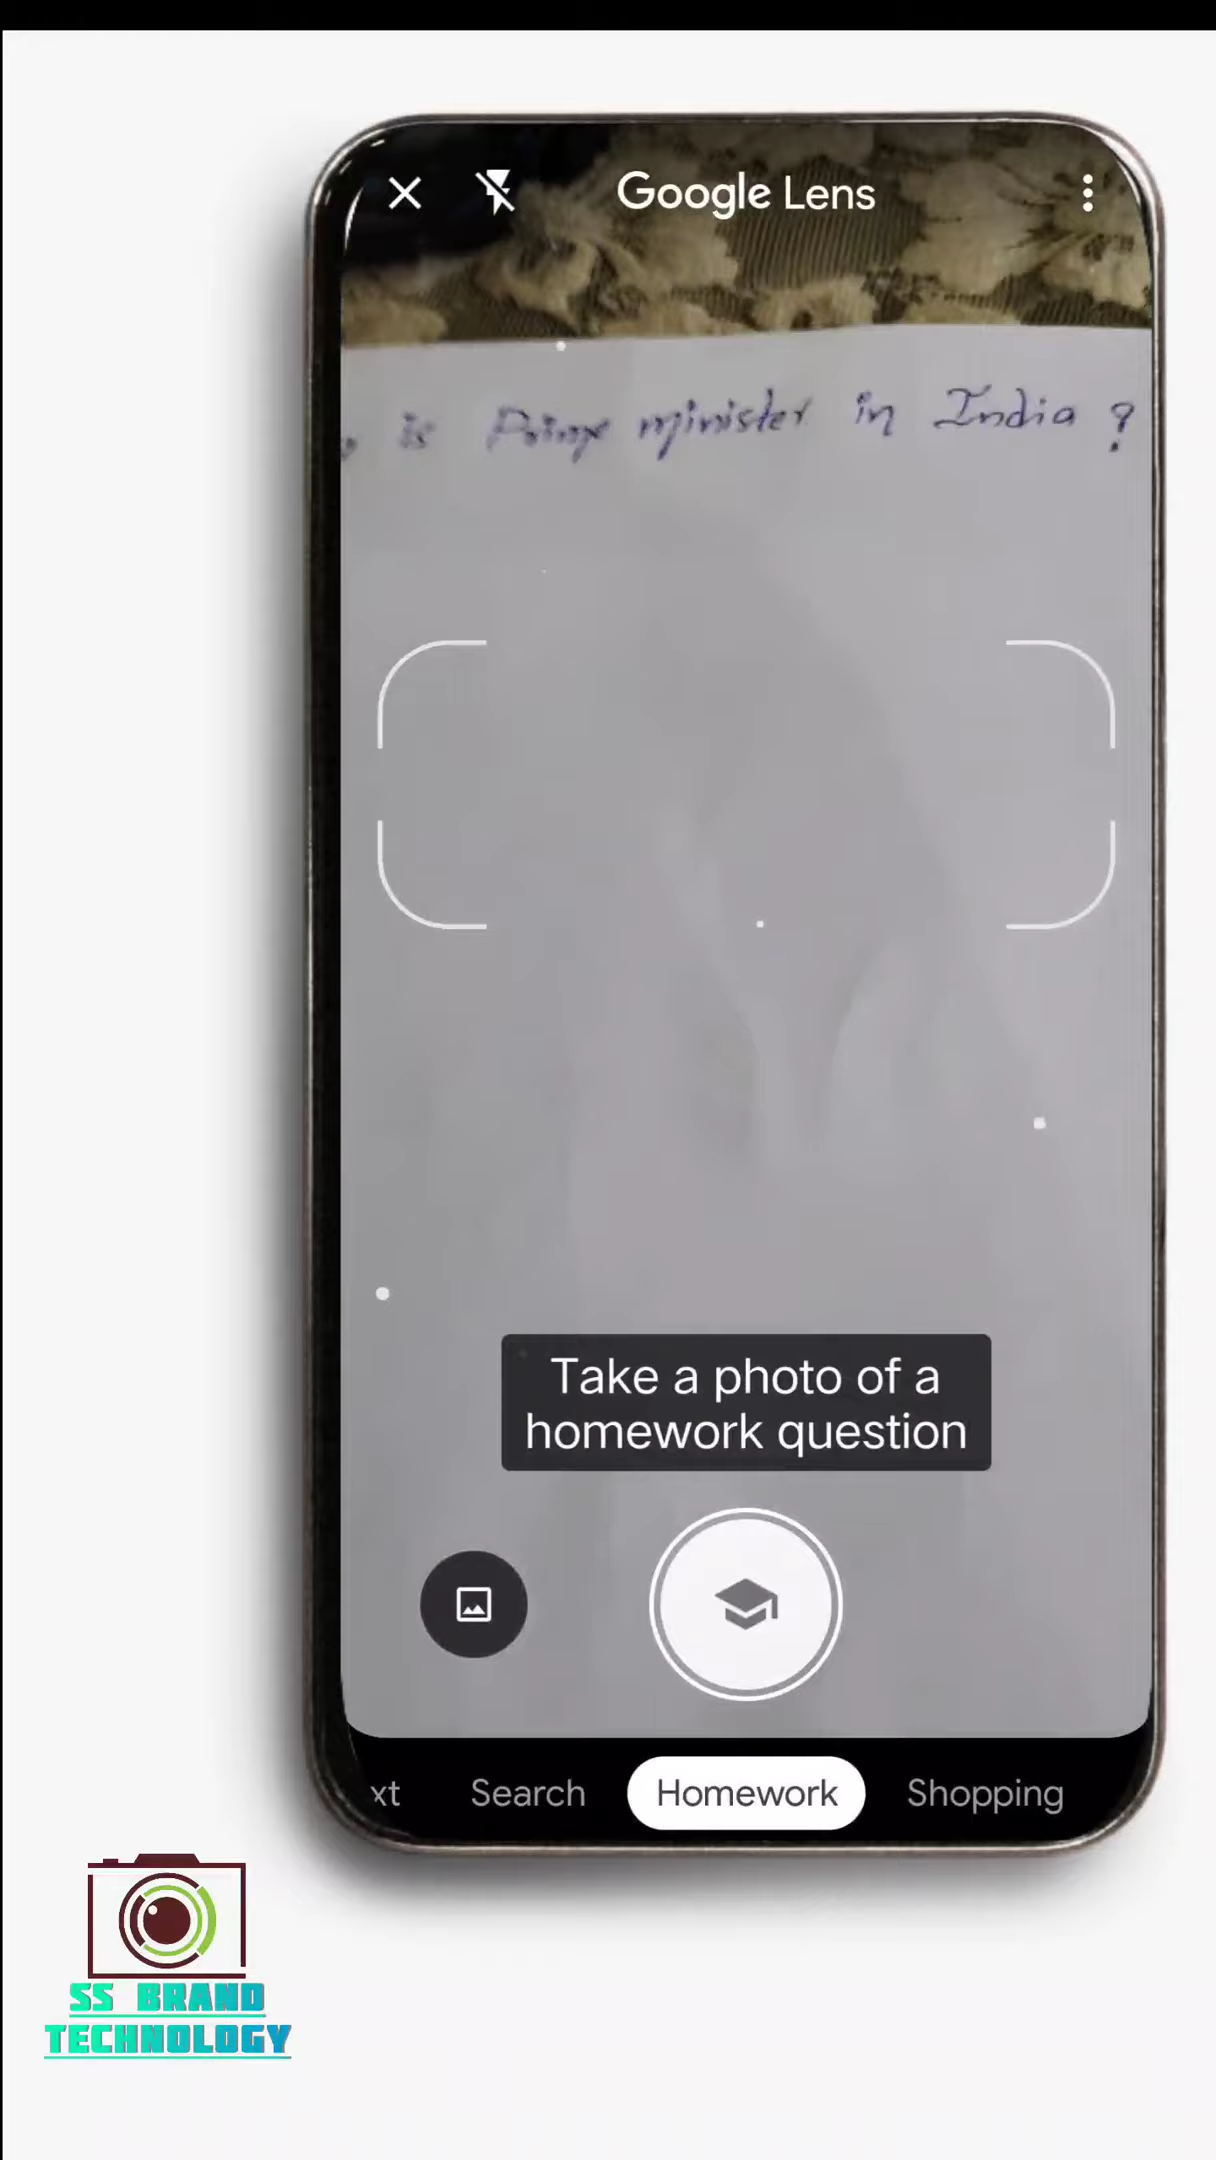 Google Lens
is Prime minister in India ?
Take a photo of a
homework question
xt Search Homework Shopping
SS BRAND
TECHNOLOGY